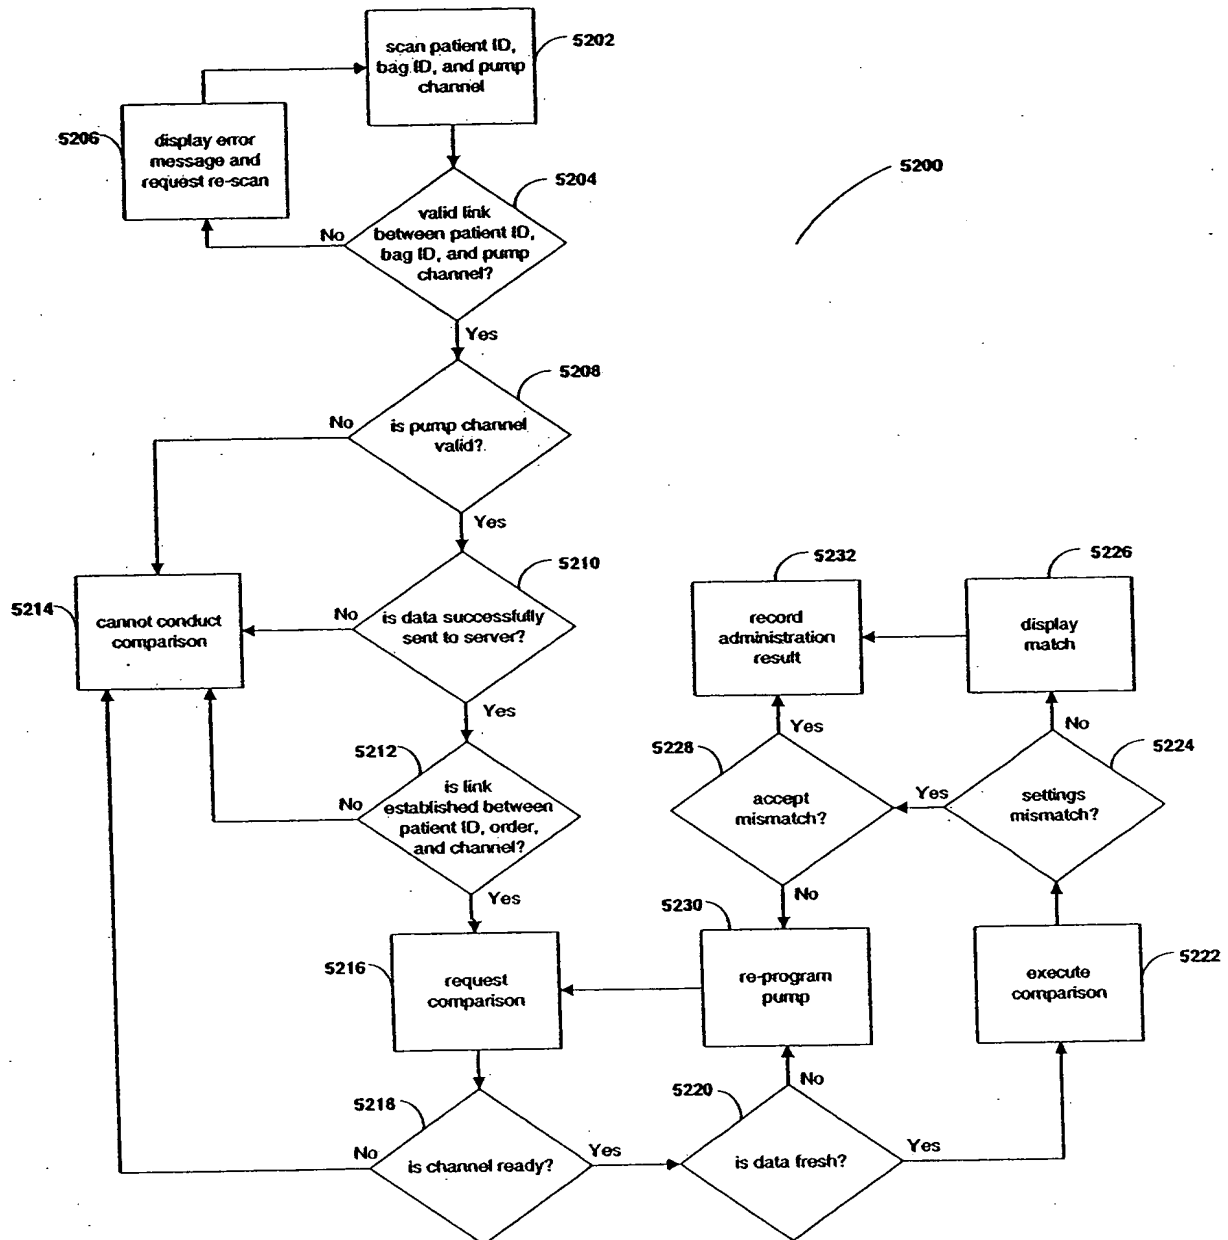 scan patient ID,
bag ID, and pump
channel
5202
5206
display error
message and
request re-scan
5200
5204
valid link
between patient ID,
bag ID, and pump
channel?
No
Yes
5208
is pump channel
valid?
No
Yes
5210
is data successfully
sent to server?
No
Yes
5214
cannot conduct
comparison
5212
is link
established between
patient ID, order,
and channel?
No
Yes
5232
record
administration
result
5226
display
match
5228
accept
mismatch?
Yes
No
5224
settings
mismatch?
No
Yes
5216
request
comparison
5230
re-program
pump
5222
execute
comparison
5218
is channel ready?
No
Yes
5220
is data fresh?
No
Yes